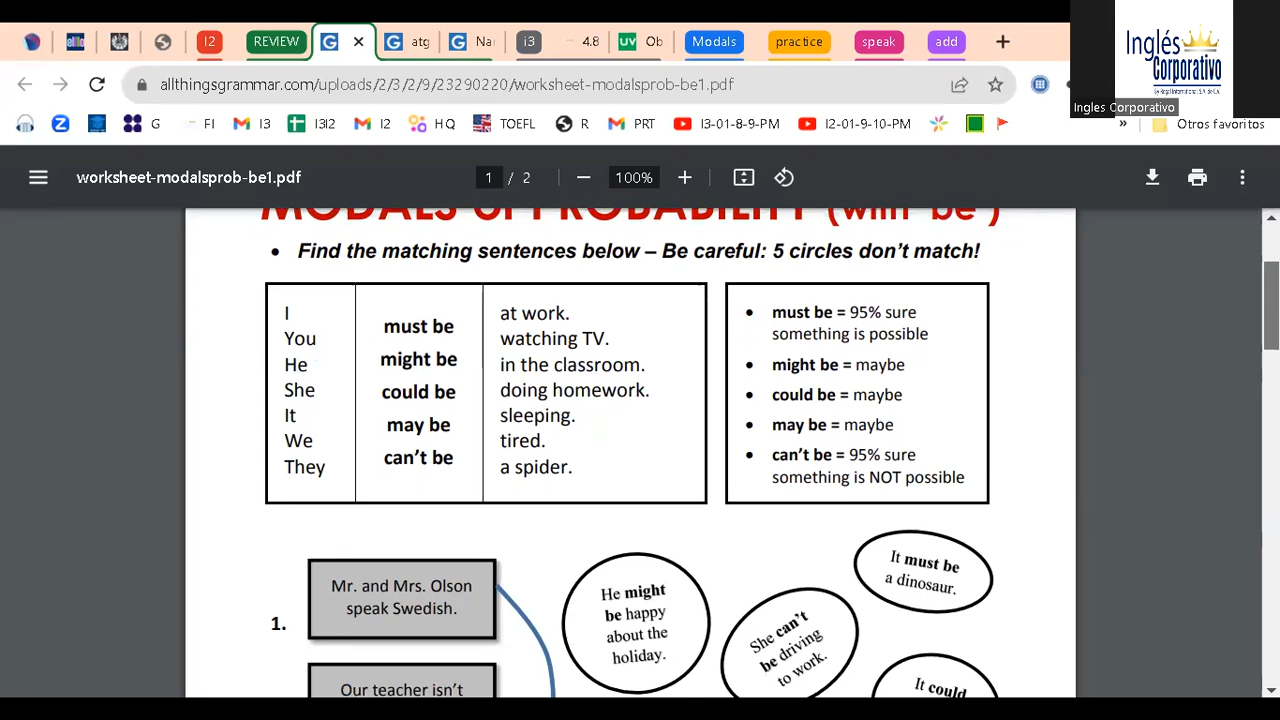 I2
REVIEW
atg
Na
i3
4.8
UV Ob
Modals
practice
speak
add
Inglés
Corporativo
Ingles Corporativo
allthingsgrammar.com/uploads/2/3/2/9/23290220/worksheet-modalsprob-be1.pdf
G
FI
I3
I3I2
I2
HQ
TOEFL
R
PRT
I3-01-8-9-PM
I2-01-9-10-PM
»
Otros favoritos
worksheet-modalsprob-be1.pdf
1 / 2
100%
MODALS of PROBABILITY (with 'be')
• Find the matching sentences below – Be careful: 5 circles don't match!
I
You
He
She
It
We
They
must be
might be
could be
may be
can't be
at work.
watching TV.
in the classroom.
doing homework.
sleeping.
tired.
a spider.
• must be = 95% sure
something is possible
• might be = maybe
• could be = maybe
• may be = maybe
• can't be = 95% sure
something is NOT possible
1.
Mr. and Mrs. Olson
speak Swedish.
Our teacher isn't
He might
be happy
about the
holiday.
She can't
be driving
to work.
It must be
a dinosaur.
It could